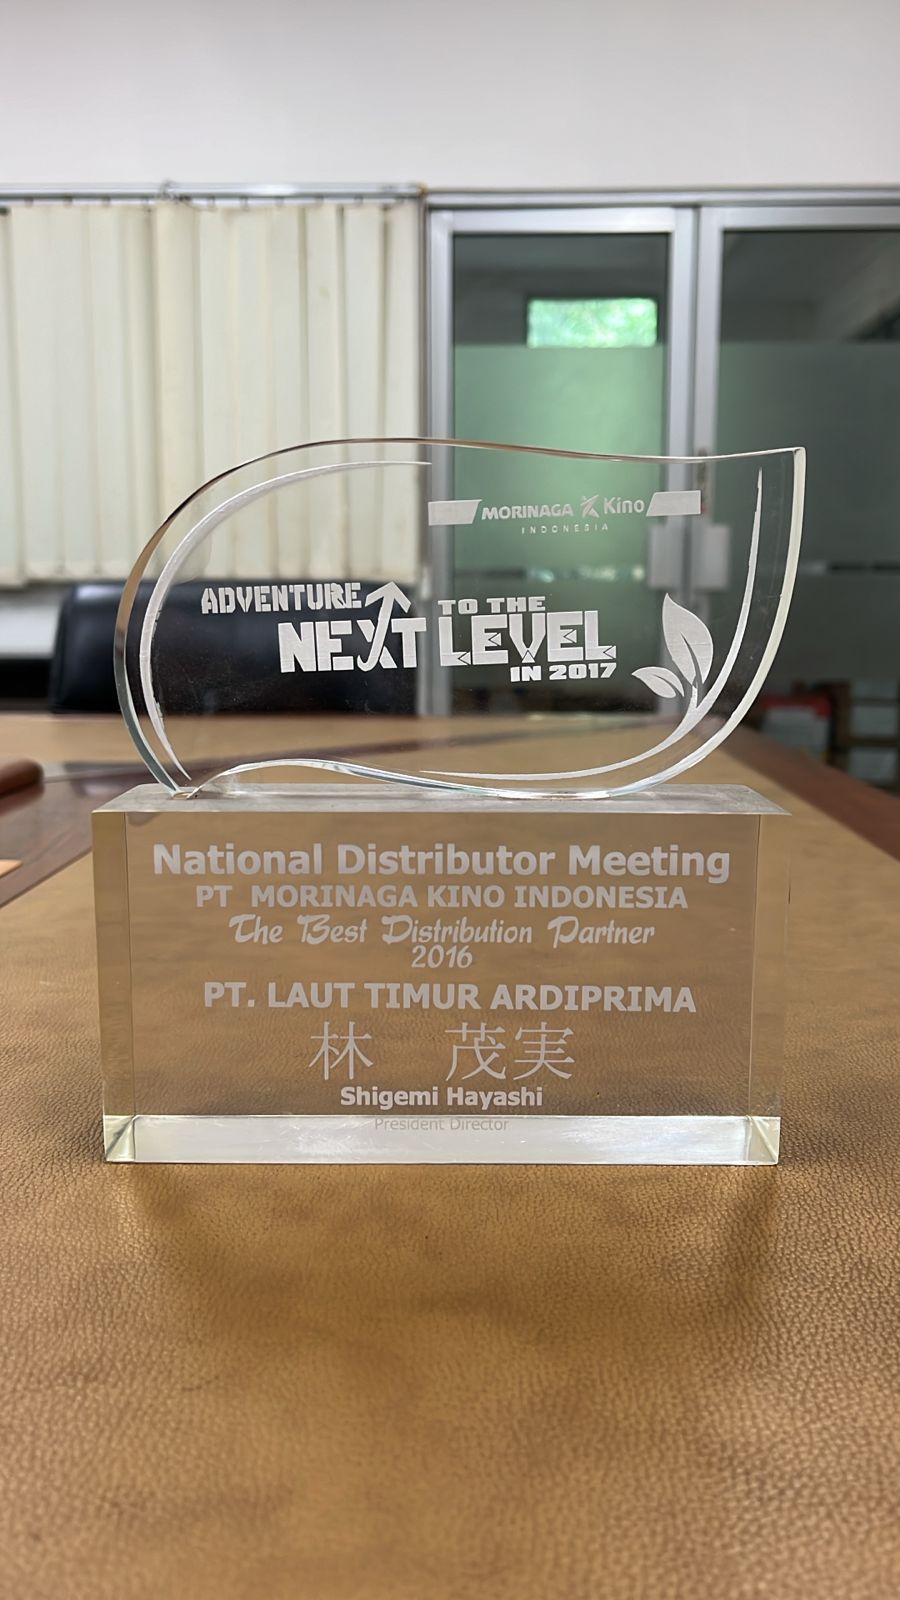 MORINAGA Kino
INDONESIA
ADVENTURE TO THE
NEXT LEVEL
IN 2017
National Distributor Meeting
PT MORINAGA KINO INDONESIA
The Best Distribution Partner
2016
PT. LAUT TIMUR ARDIPRIMA
林 茂実
Shigemi Hayashi
President Director